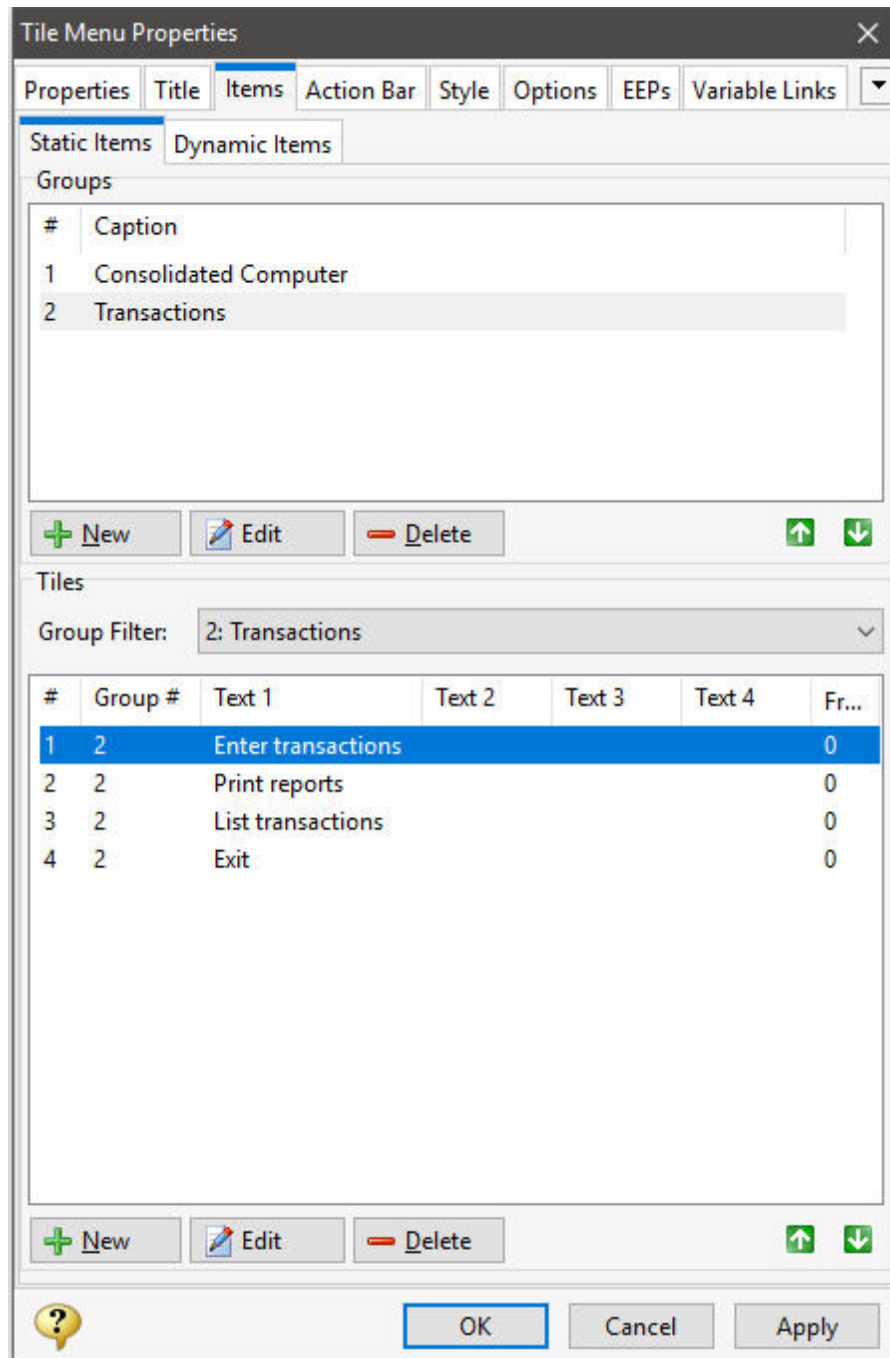 Tile Menu Properties
Properties Title Items Action Bar Style Options EEPs Variable Links
Static Items Dynamic Items
Groups
# Caption
1 Consolidated Computer
2 Transactions
New Edit Delete
Tiles
Group Filter: 2: Transactions
# Group # Text 1 Text 2 Text 3 Text 4 Fr...
1 2 Enter transactions 0
2 2 Print reports 0
3 2 List transactions 0
4 2 Exit 0
New Edit Delete
? OK Cancel Apply